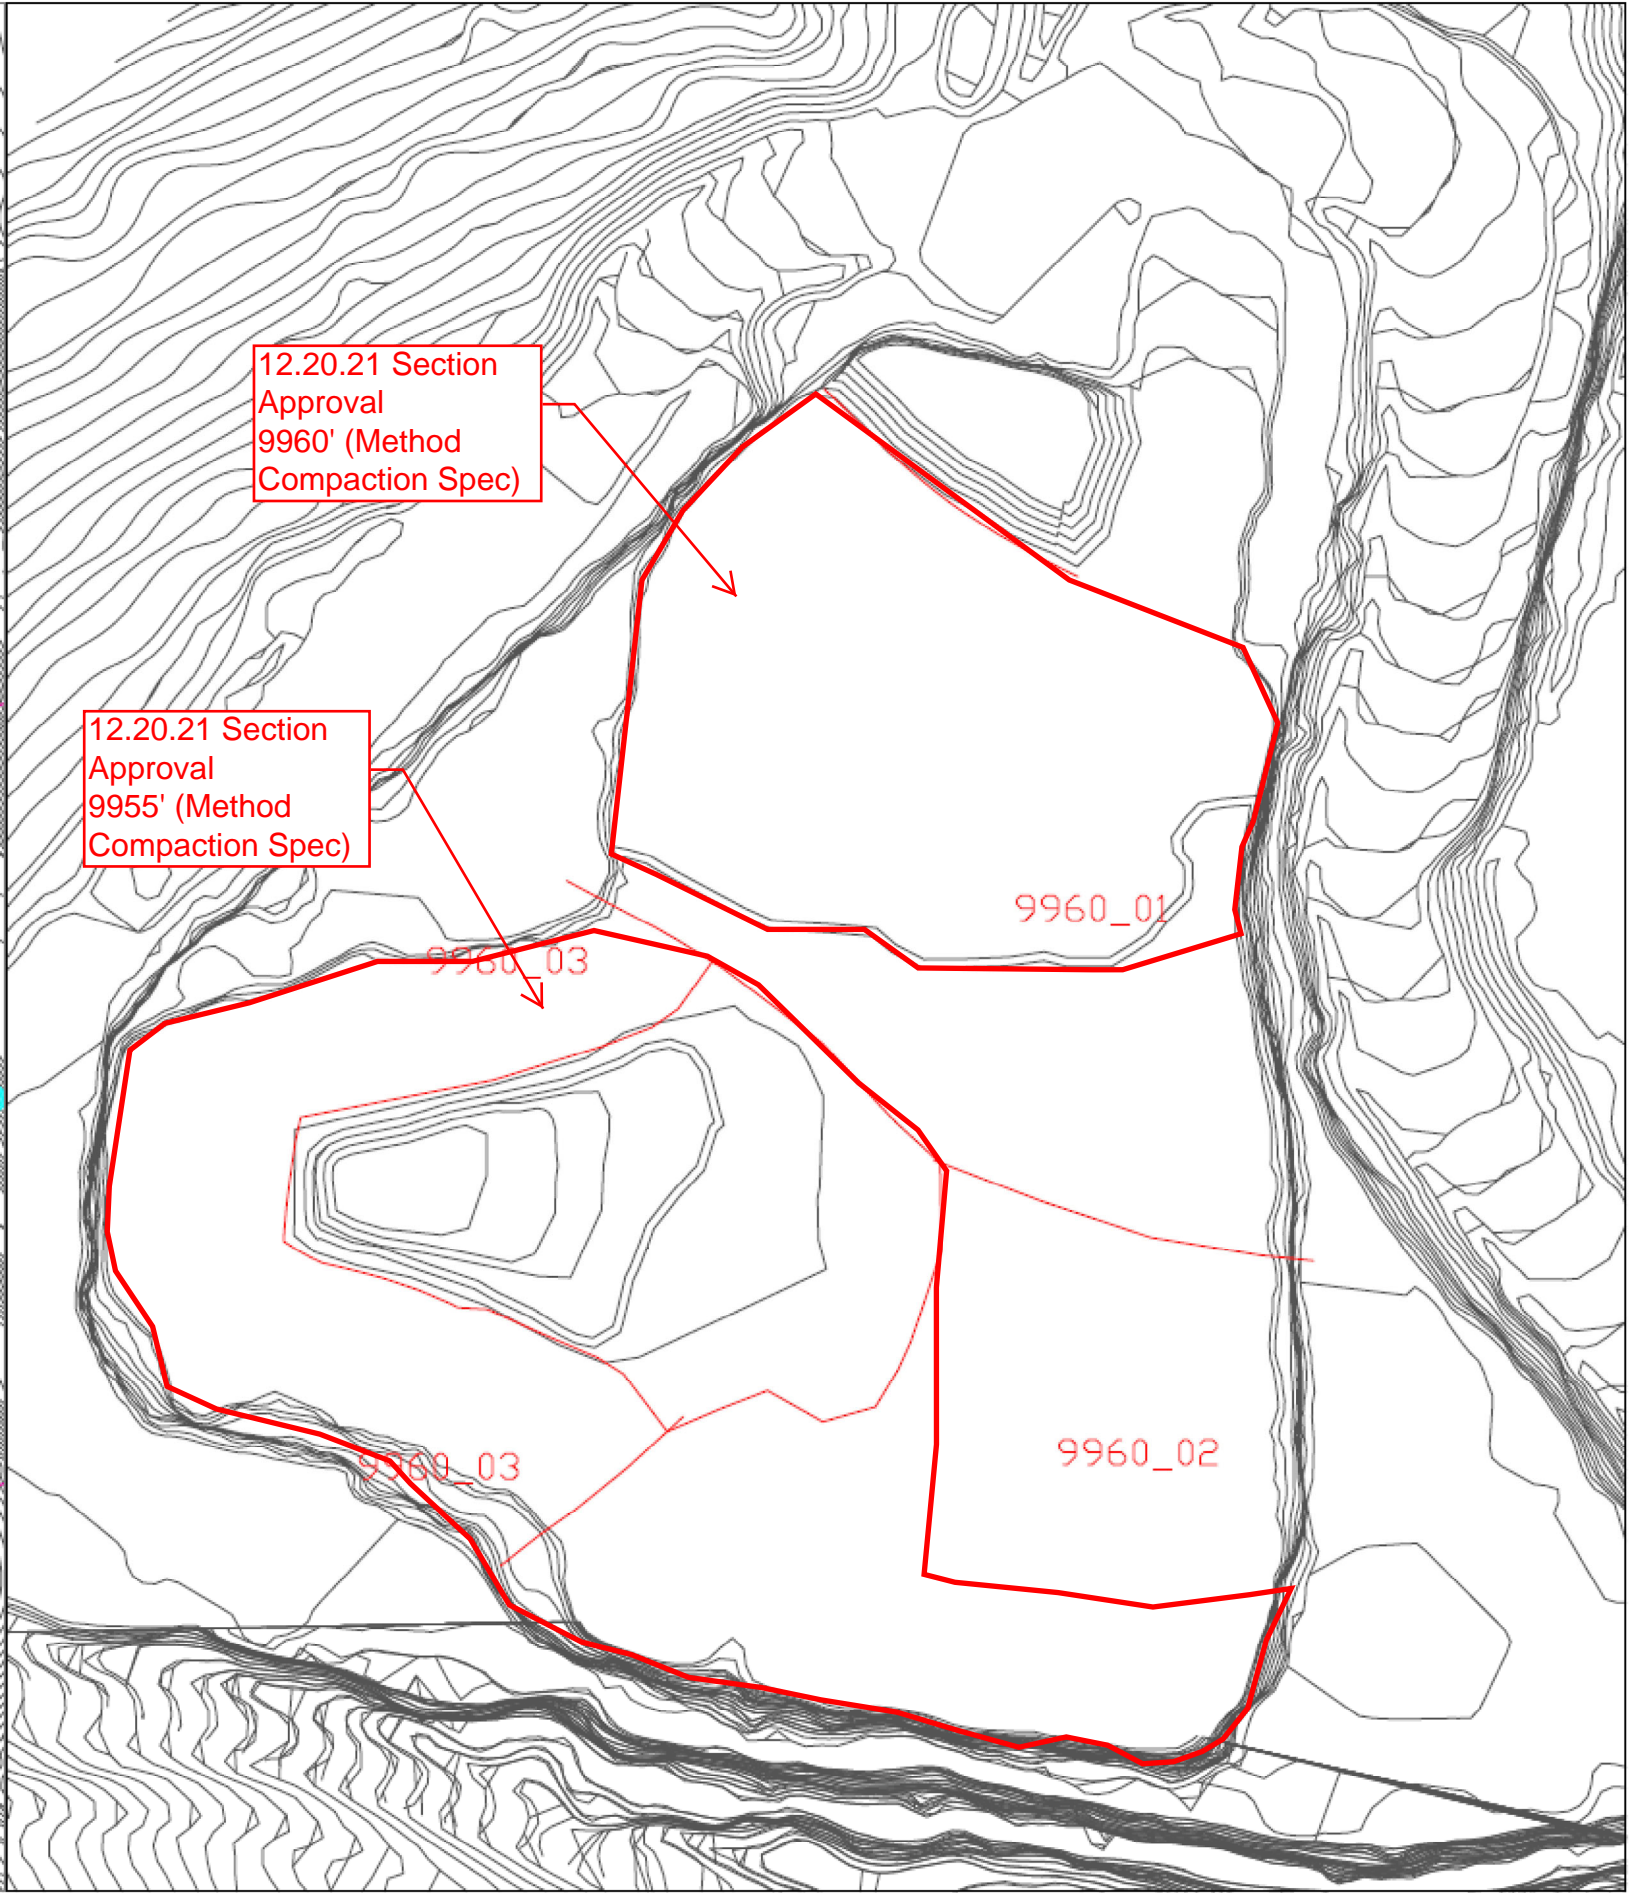 12.20.21 Section
Approval
9960' (Method
Compaction Spec)
12.20.21 Section
Approval
9955' (Method
Compaction Spec)
9960_01
9960_03
9960_03
9960_02